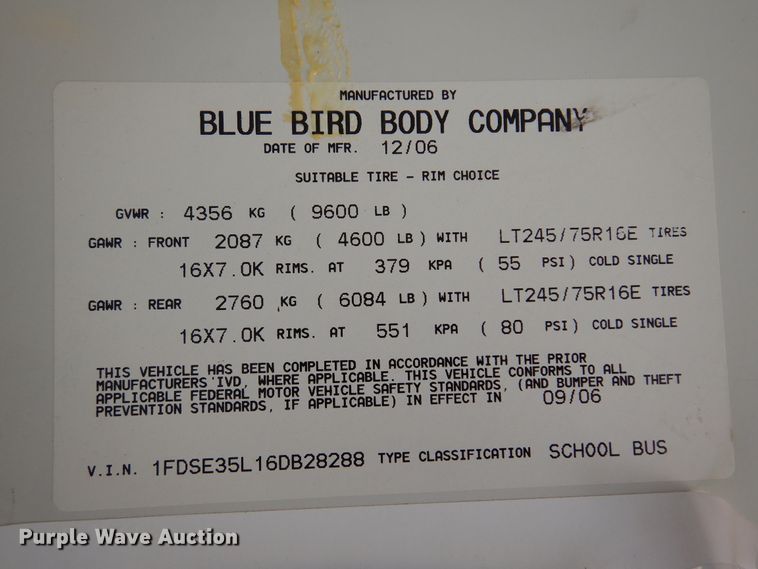 MANUFACTURED BY
BLUE BIRD BODY COMPANY
DATE OF MFR. 12/06
SUITABLE TIRE - RIM CHOICE
GVWR : 4356 KG ( 9600 LB )
GAWR : FRONT 2087 KG ( 4600 LB ) WITH LT245/75R16E TIRES
16X7.0K RIMS. AT 379 KPA ( 55 PSI ) COLD SINGLE
GAWR : REAR 2760 KG ( 6084 LB ) WITH LT245/75R16E TIRES
16X7.0K RIMS. AT 551 KPA ( 80 PSI ) COLD SINGLE
THIS VEHICLE HAS BEEN COMPLETED IN ACCORDANCE WITH THE PRIOR
MANUFACTURERS' IVD, WHERE APPLICABLE. THIS VEHICLE CONFORMS TO ALL
APPLICABLE FEDERAL MOTOR VEHICLE SAFETY STANDARDS, (AND BUMPER AND THEFT
PREVENTION STANDARDS, IF APPLICABLE) IN EFFECT IN 09/06
V.I.N. 1FDSE35L16DB28288 TYPE CLASSIFICATION SCHOOL BUS
Purple Wave Auction